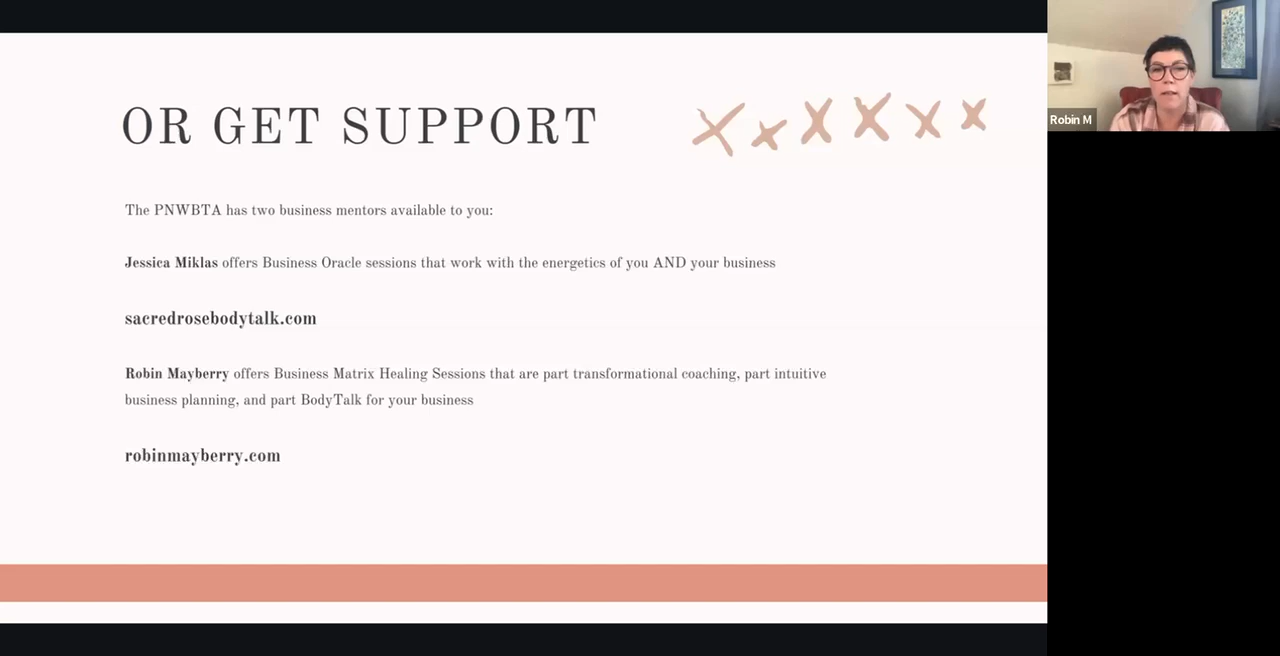 OR GET SUPPORT
The PNWBTA has two business mentors available to you:
Jessica Miklas offers Business Oracle sessions that work with the energetics of you AND your business
sacredrosebodytalk.com
Robin Mayberry offers Business Matrix Healing Sessions that are part transformational coaching, part intuitive
business planning, and part BodyTalk for your business
robinmayberry.com
Robin M